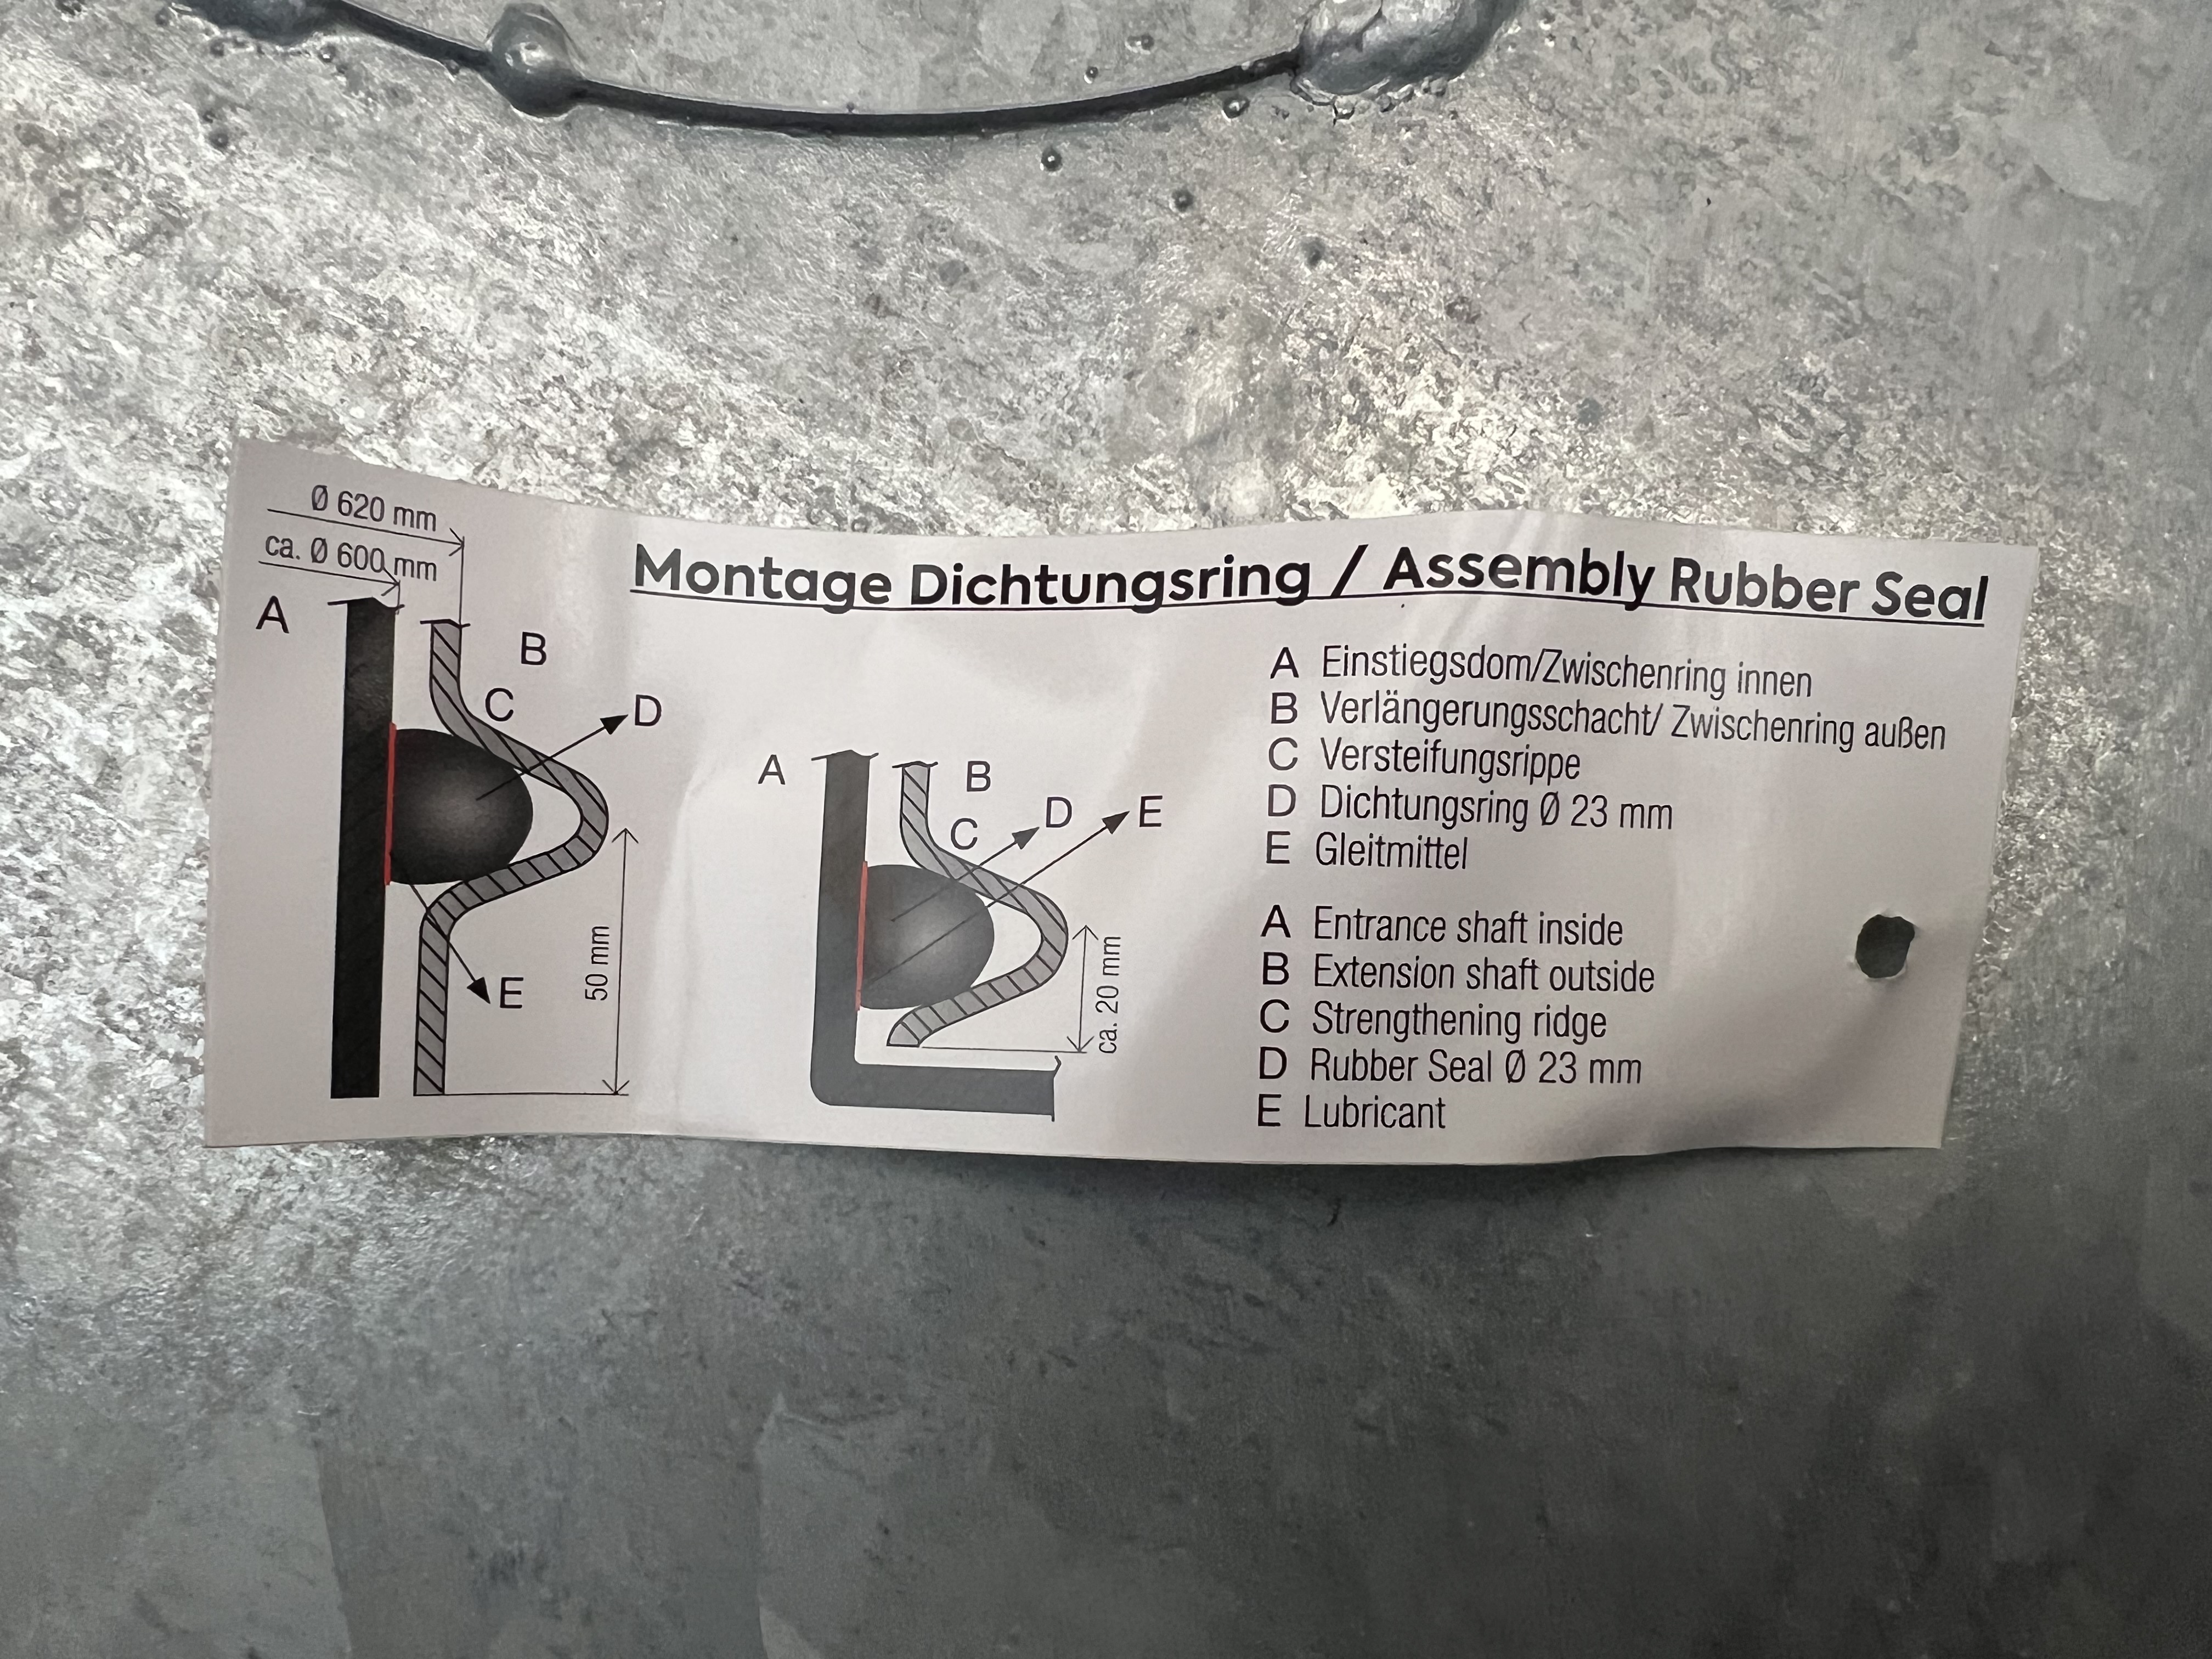 Ø 620 mm
ca. Ø 600 mm
Montage Dichtungsring / Assembly Rubber Seal
A
B
C
D
E
50 mm
A
B
C
D
E
ca. 20 mm
A Einstiegsdom/Zwischenring innen
B Verlängerungsschacht/ Zwischenring außen
C Versteifungsrippe
D Dichtungsring Ø 23 mm
E Gleitmittel
A Entrance shaft inside
B Extension shaft outside
C Strengthening ridge
D Rubber Seal Ø 23 mm
E Lubricant